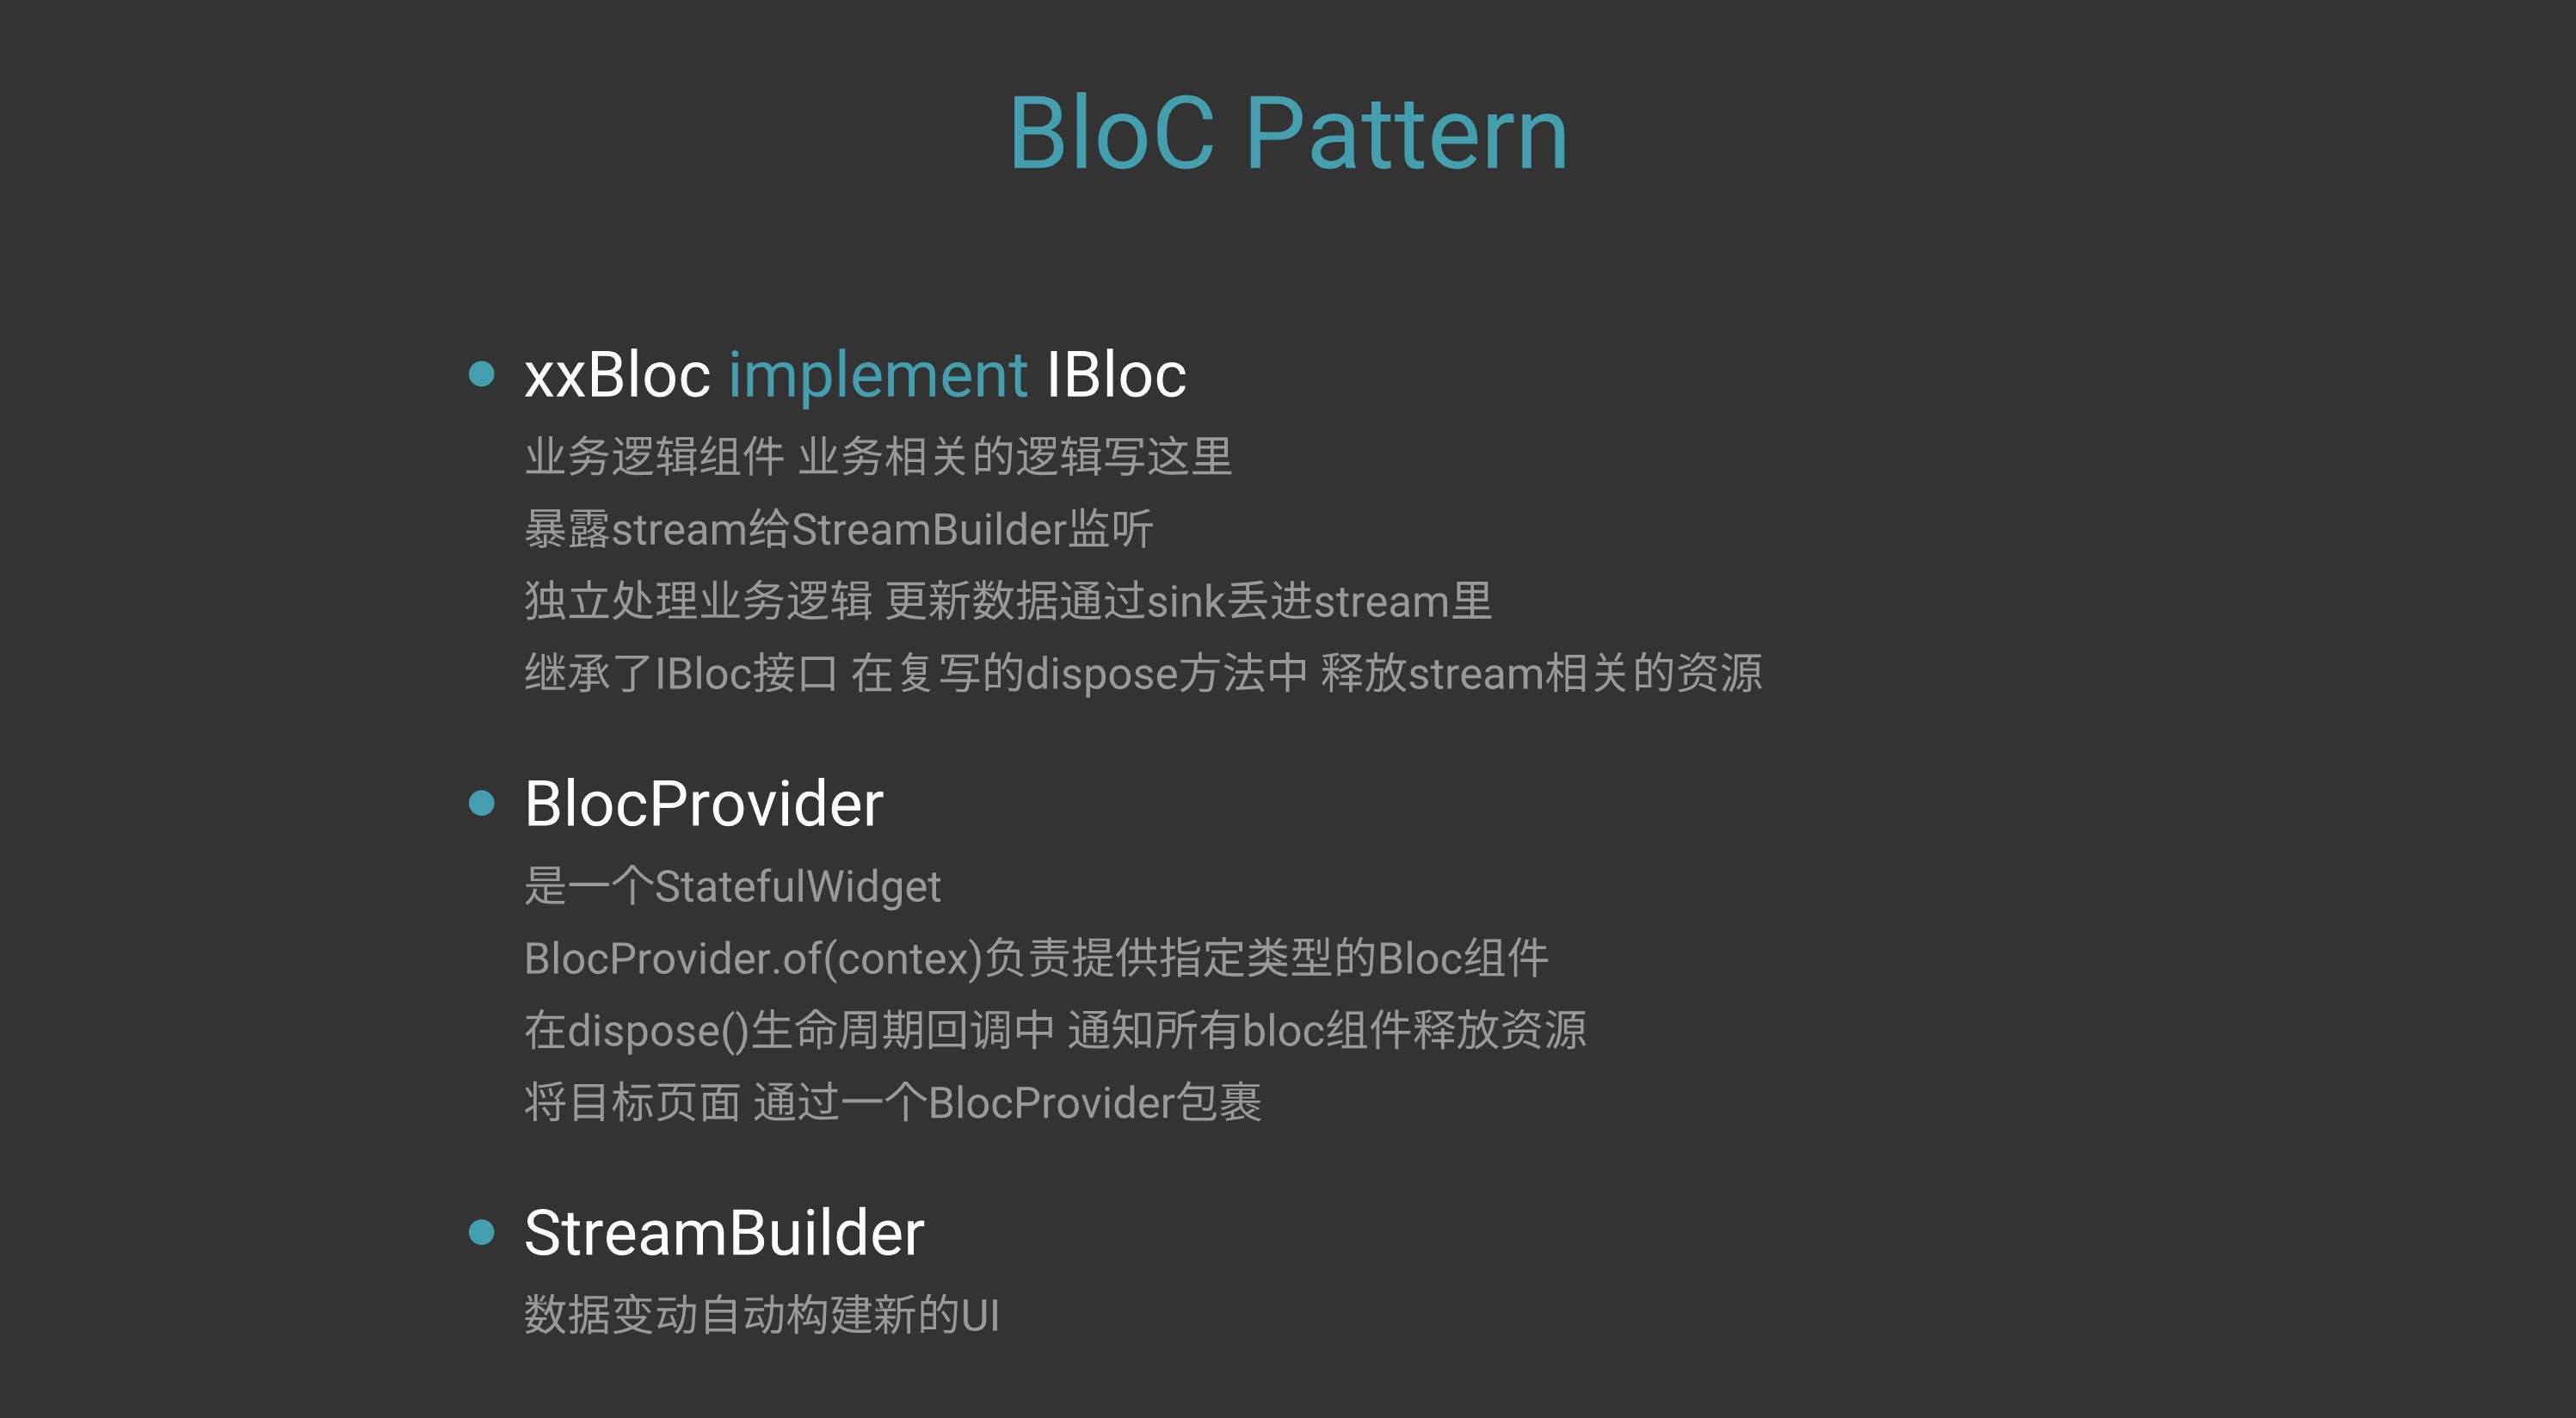 BloC Pattern
xxBloc implement IBloc
业务逻辑组件 业务相关的逻辑写这里
暴露stream给StreamBuilder监听
独立处理业务逻辑 更新数据通过sink丢进stream里
继承了IBloc接口 在复写的dispose方法中 释放stream相关的资源
BlocProvider
是一个StatefulWidget
BlocProvider.of(contex)负责提供指定类型的Bloc组件
在dispose()生命周期回调中 通知所有bloc组件释放资源
将目标页面 通过一个BlocProvider包裹
StreamBuilder
数据变动自动构建新的UI